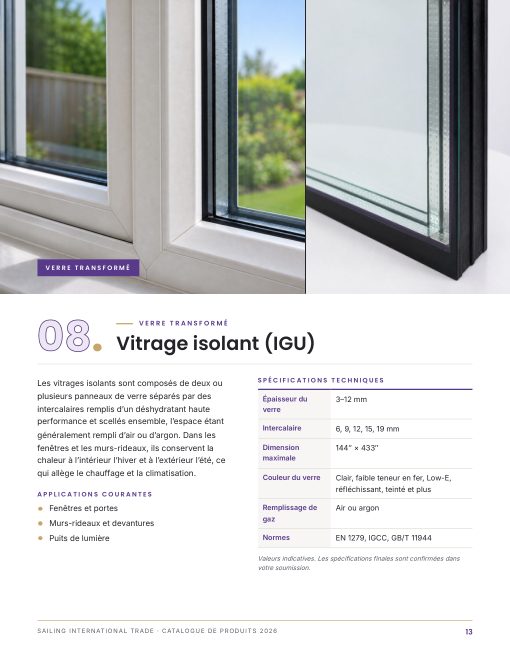 VERRE TRANSFORMÉ
08.
VERRE TRANSFORMÉ
Vitrage isolant (IGU)
Les vitrages isolants sont composés de deux ou
plusieurs panneaux de verre séparés par des
intercalaires remplis d'un déshydratant haute
performance et scellés ensemble, l'espace étant
généralement rempli d'air ou d'argon. Dans les
fenêtres et les murs-rideaux, ils conservent la
chaleur à l'intérieur l'hiver et à l'extérieur l'été, ce
qui allège le chauffage et la climatisation.
APPLICATIONS COURANTES
Fenêtres et portes
Murs-rideaux et devantures
Puits de lumière
SPÉCIFICATIONS TECHNIQUES
Épaisseur du
verre
3–12 mm
Intercalaire
6, 9, 12, 15, 19 mm
Dimension
maximale
144″ × 433″
Couleur du verre
Clair, faible teneur en fer, Low-E,
réfléchissant, teinté et plus
Remplissage de
gaz
Air ou argon
Normes
EN 1279, IGCC, GB/T 11944
Valeurs indicatives. Les spécifications finales sont confirmées dans
votre soumission.
SAILING INTERNATIONAL TRADE · CATALOGUE DE PRODUITS 2026
13